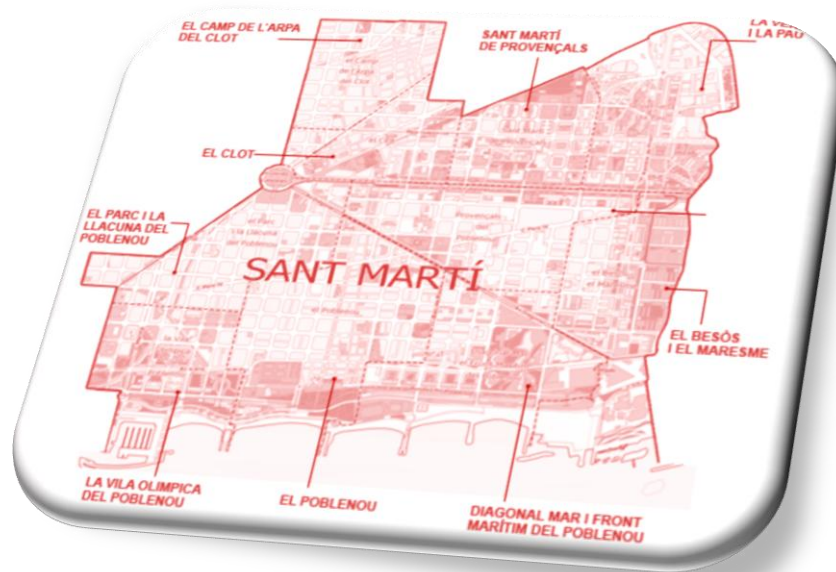 EL CAMP DE L'ARPA
DEL CLOT
SANT MARTÍ
DE PROVENÇALS
I LA PAU
EL CLOT
EL PARC I LA
LLACUNA DEL
POBLENOU
SANT MARTÍ
EL BESÒS
I EL MARESME
LA VILA OLIMPICA
DEL POBLENOU
EL POBLENOU
DIAGONAL MAR I FRONT
MARÍTIM DEL POBLENOU